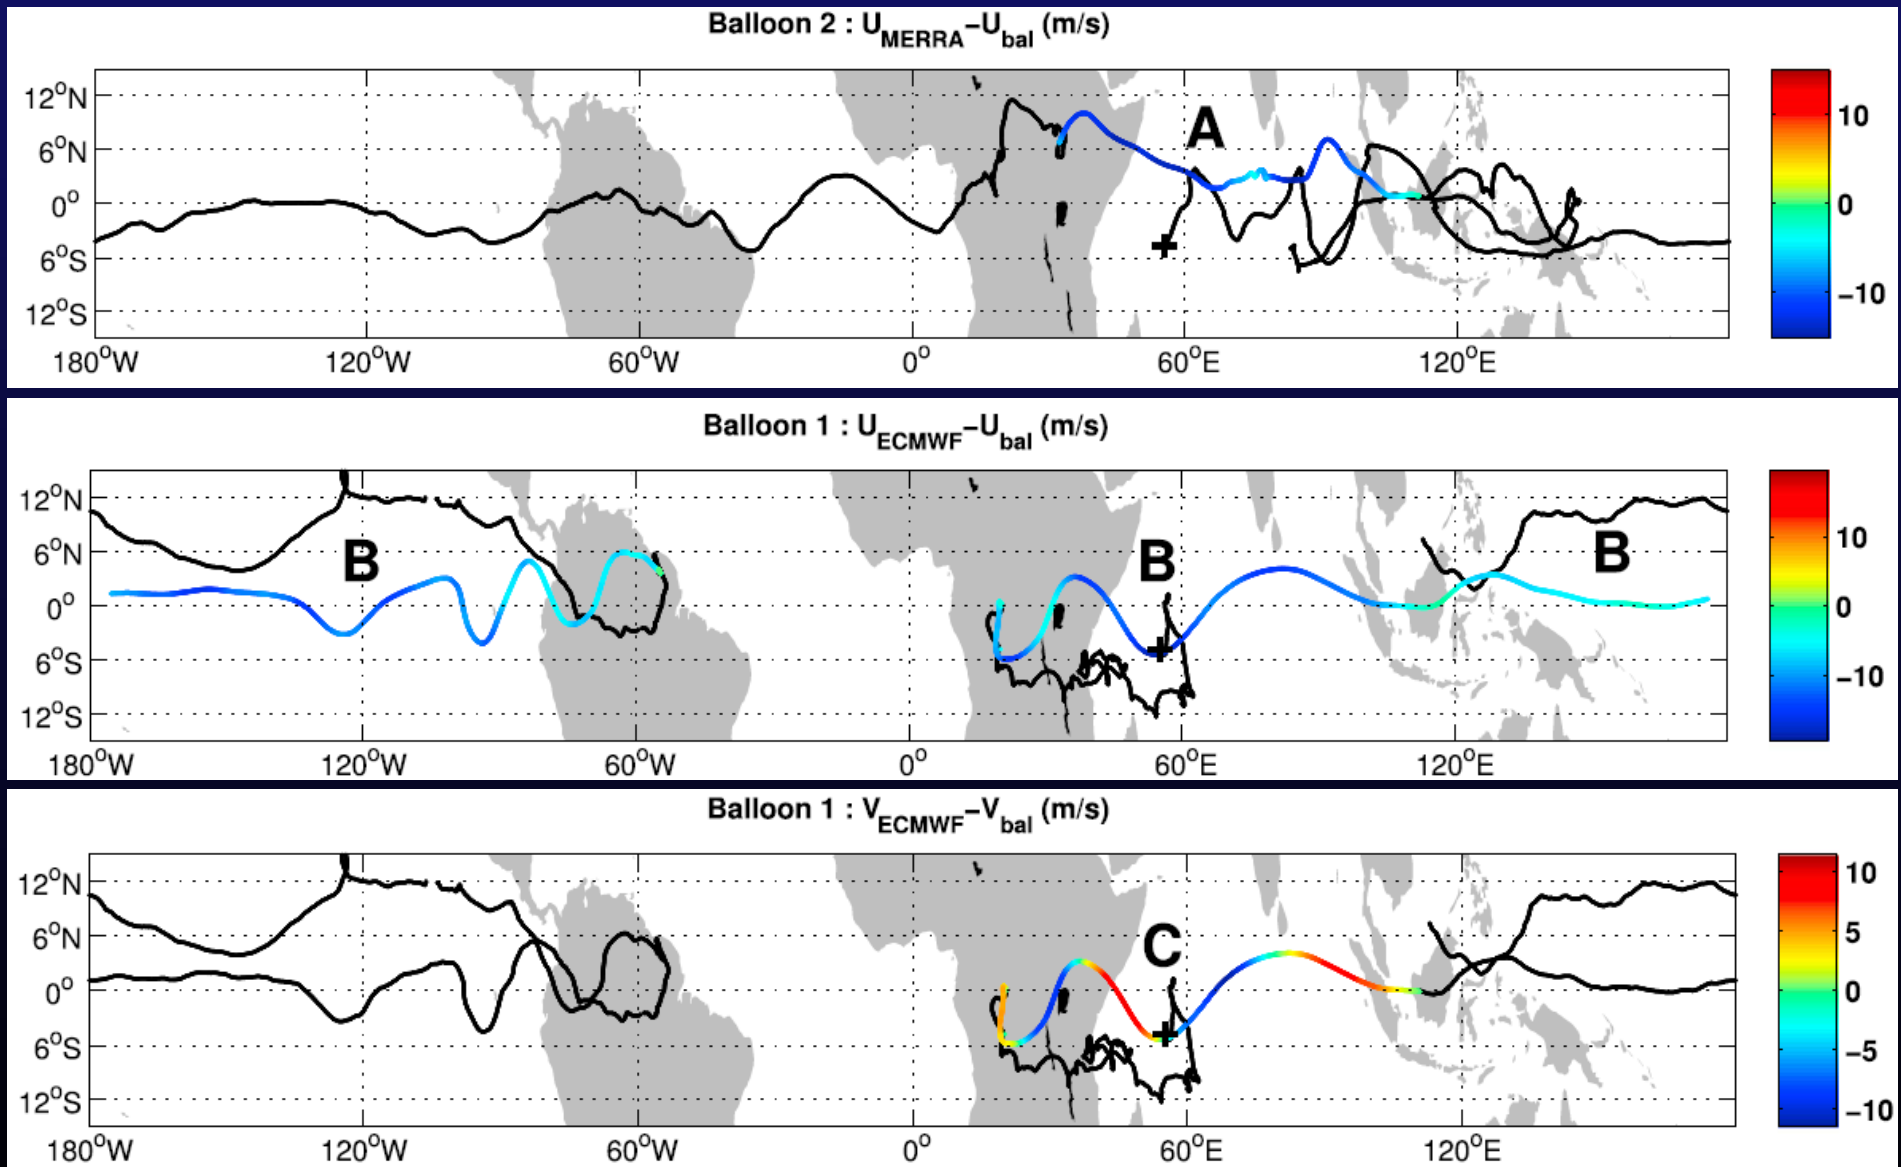 Balloon 2 : U_MERRA−U_bal (m/s)
12°N
6°N
0°
6°S
12°S
A
10
0
−10
180°W 120°W 60°W 0° 60°E 120°E
Balloon 1 : U_ECMWF−U_bal (m/s)
12°N
6°N
0°
6°S
12°S
B B B
10
0
−10
180°W 120°W 60°W 0° 60°E 120°E
Balloon 1 : V_ECMWF−V_bal (m/s)
12°N
6°N
0°
6°S
12°S
C
10
5
0
−5
−10
180°W 120°W 60°W 0° 60°E 120°E